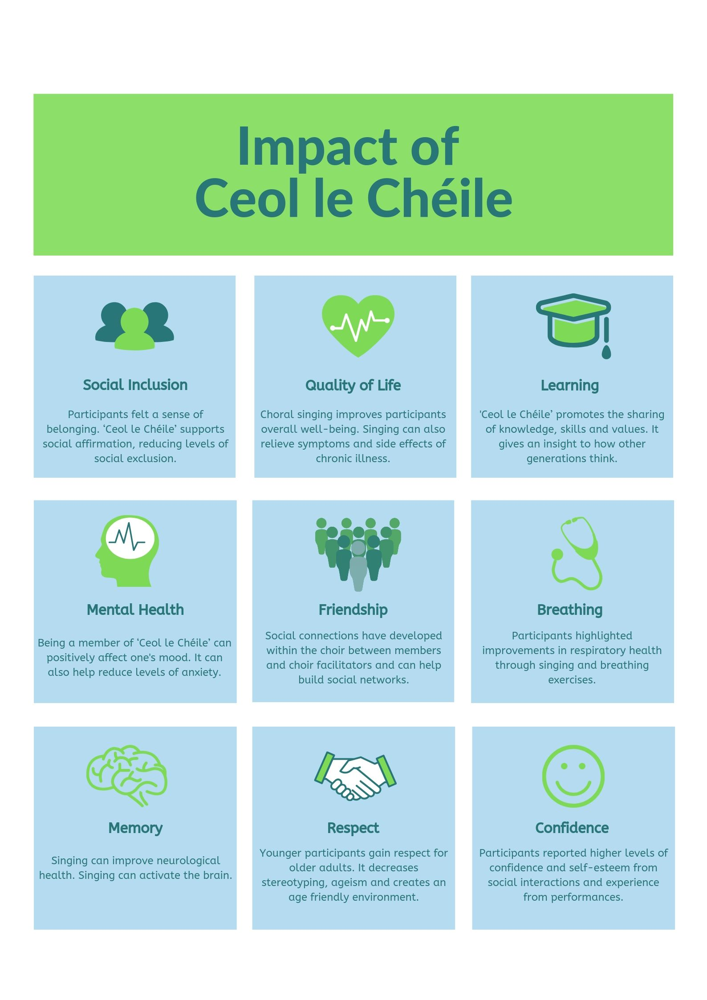 Impact of
Ceol le Chéile
Social Inclusion
Participants felt a sense of
belonging. ‘Ceol le Chéile’ supports
social affirmation, reducing levels of
social exclusion.
Quality of Life
Choral singing improves participants
overall well-being. Singing can also
relieve symptoms and side effects of
chronic illness.
Learning
'Ceol le Chéile’ promotes the sharing
of knowledge, skills and values. It
gives an insight to how other
generations think.
Mental Health
Being a member of ‘Ceol le Chéile’ can
positively affect one's mood. It can
also help reduce levels of anxiety.
Friendship
Social connections have developed
within the choir between members
and choir facilitators and can help
build social networks.
Breathing
Participants highlighted
improvements in respiratory health
through singing and breathing
exercises.
Memory
Singing can improve neurological
health. Singing can activate the brain.
Respect
Younger participants gain respect for
older adults. It decreases
stereotyping, ageism and creates an
age friendly environment.
Confidence
Participants reported higher levels of
confidence and self-esteem from
social interactions and experience
from performances.